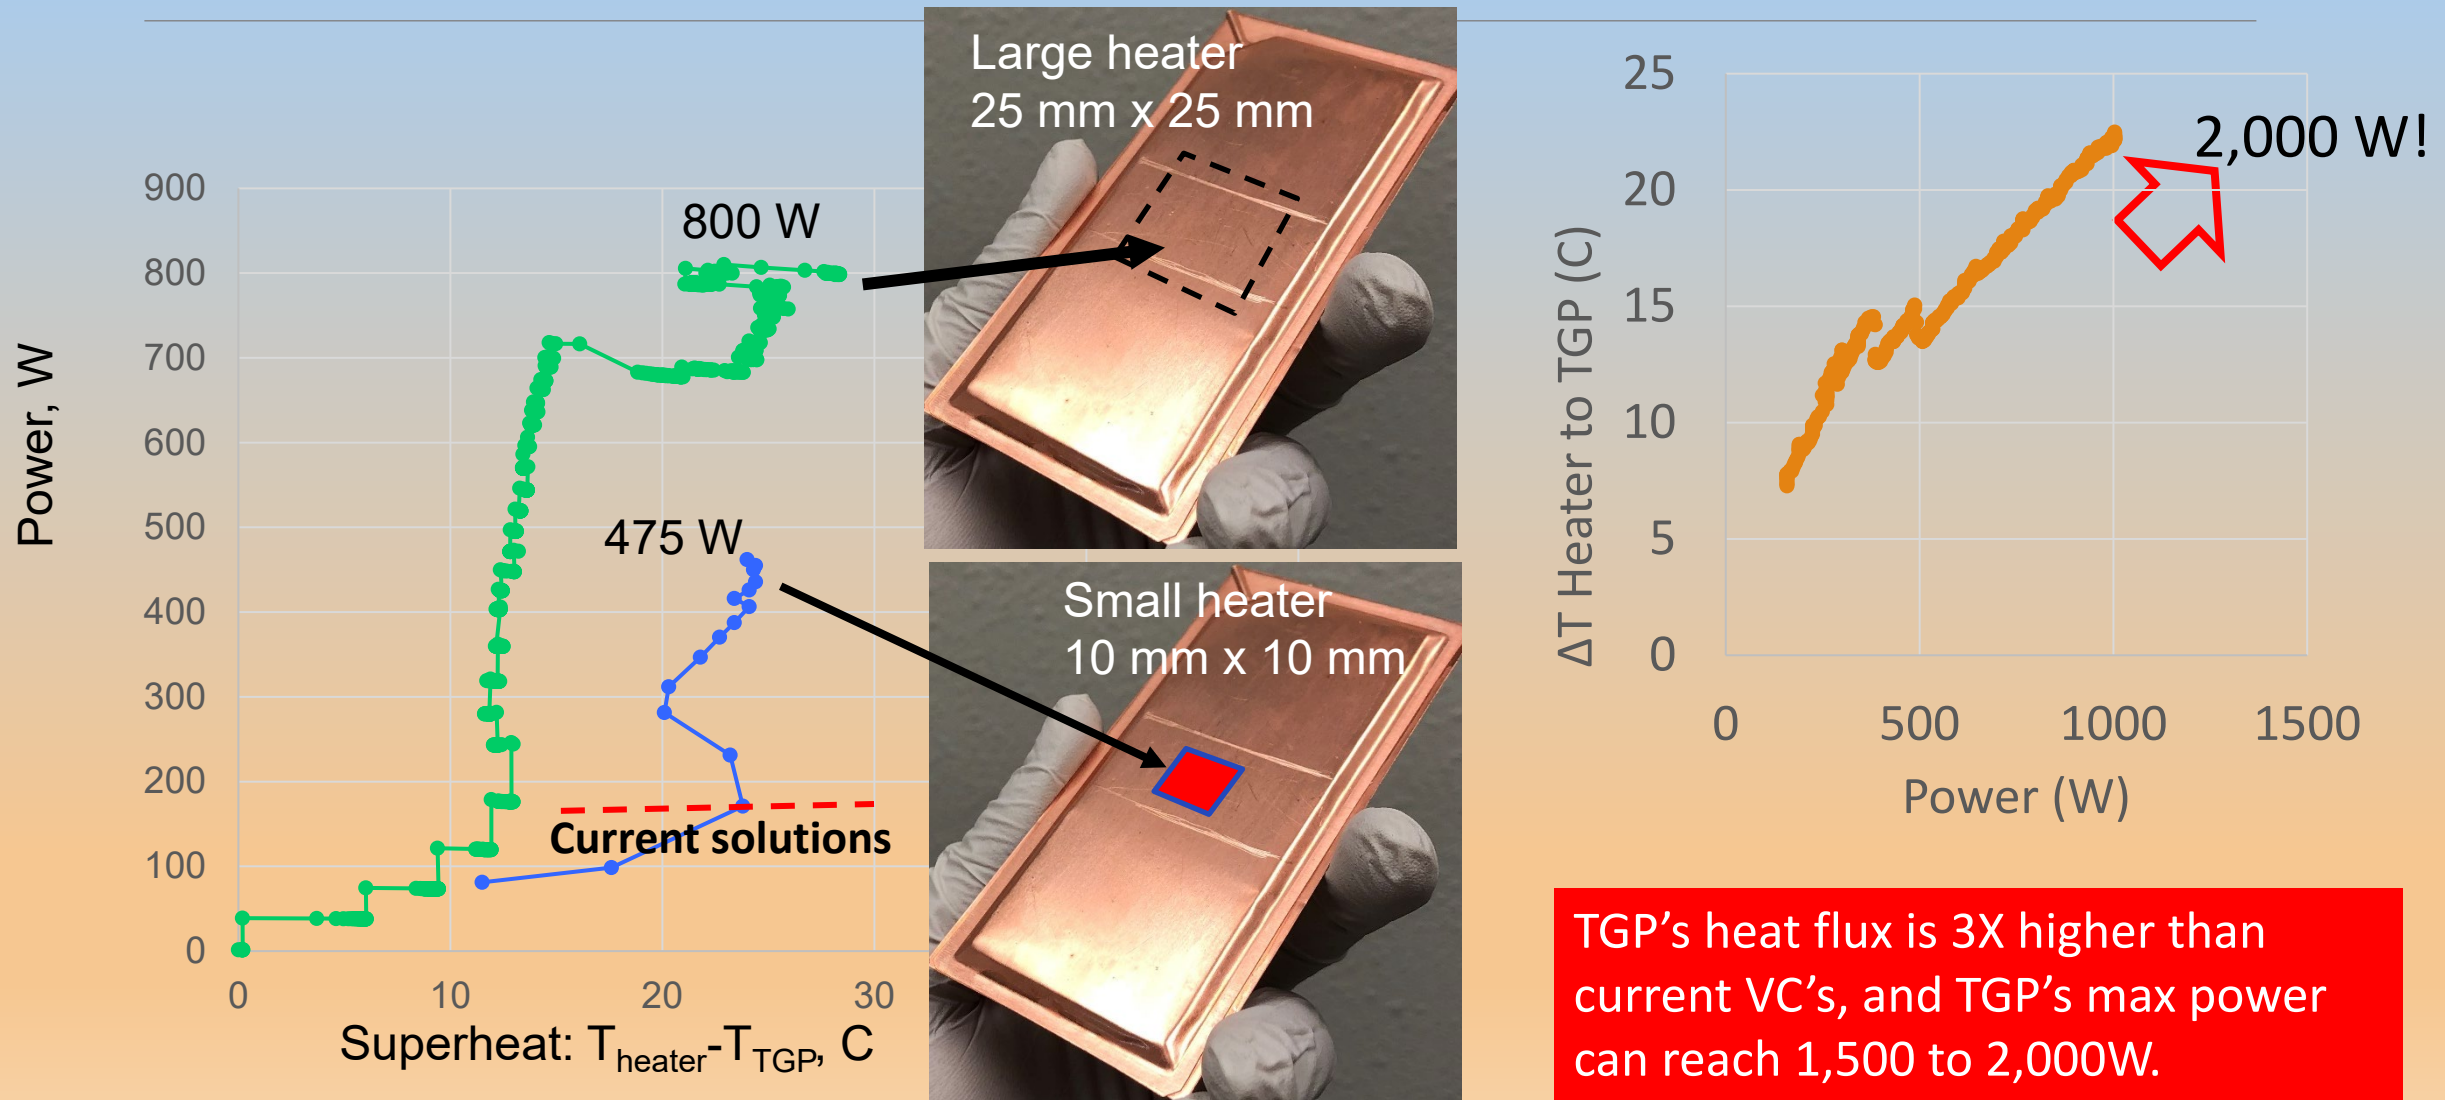 Power, W
900
800
700
600
500
400
300
200
100
0
0
10
20
30
Superheat: Theater-TTGP, C
800 W
475 W
Current solutions
Large heater
25 mm x 25 mm
Small heater
10 mm x 10 mm
ΔT Heater to TGP (C)
25
20
15
10
5
0
0
500
1000
1500
Power (W)
2,000 W!
TGP’s heat flux is 3X higher than
current VC’s, and TGP’s max power
can reach 1,500 to 2,000W.